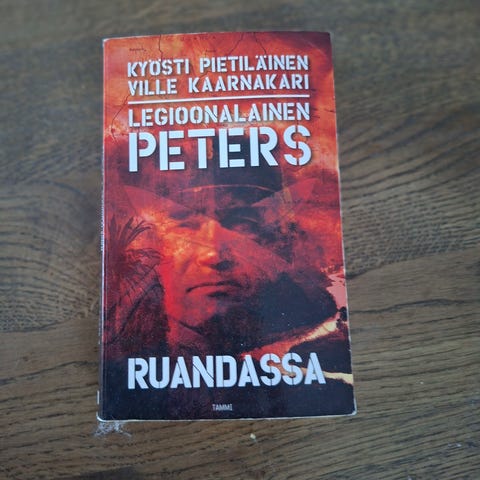 KYÖSTI PIETILÄINEN
VILLE KAARNAKARI
LEGIOONALAINEN
PETERS
RUANDASSA
TAMMI